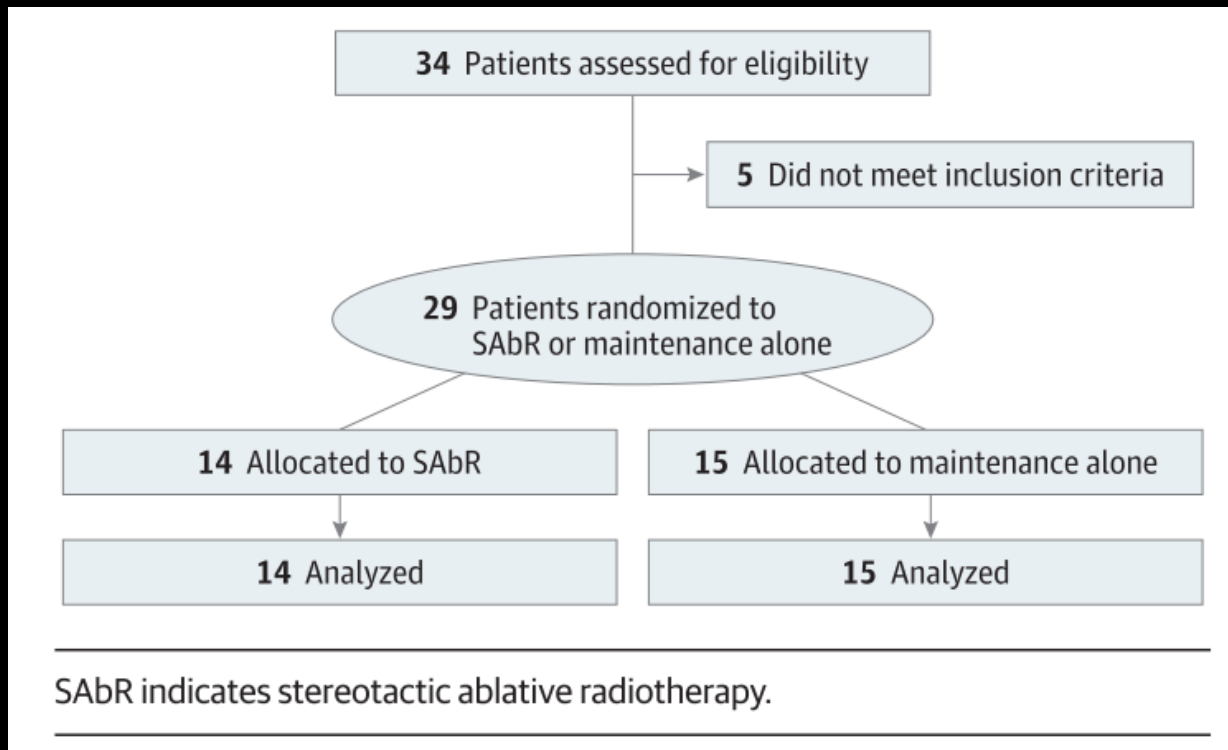 34 Patients assessed for eligibility
5 Did not meet inclusion criteria
29 Patients randomized to
SAbR or maintenance alone
14 Allocated to SAbR
15 Allocated to maintenance alone
14 Analyzed
15 Analyzed
SAbR indicates stereotactic ablative radiotherapy.